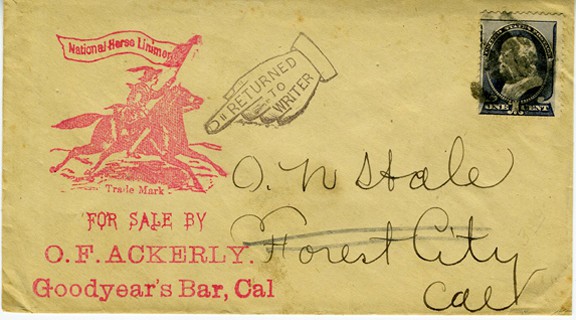 National Horse Liniment
Trade Mark
FOR SALE BY
O. F. ACKERLY.
Goodyear's Bar, Cal
RETURNED
TO
WRITER
ONE CENT
O. N Hale
Forest City
Cal